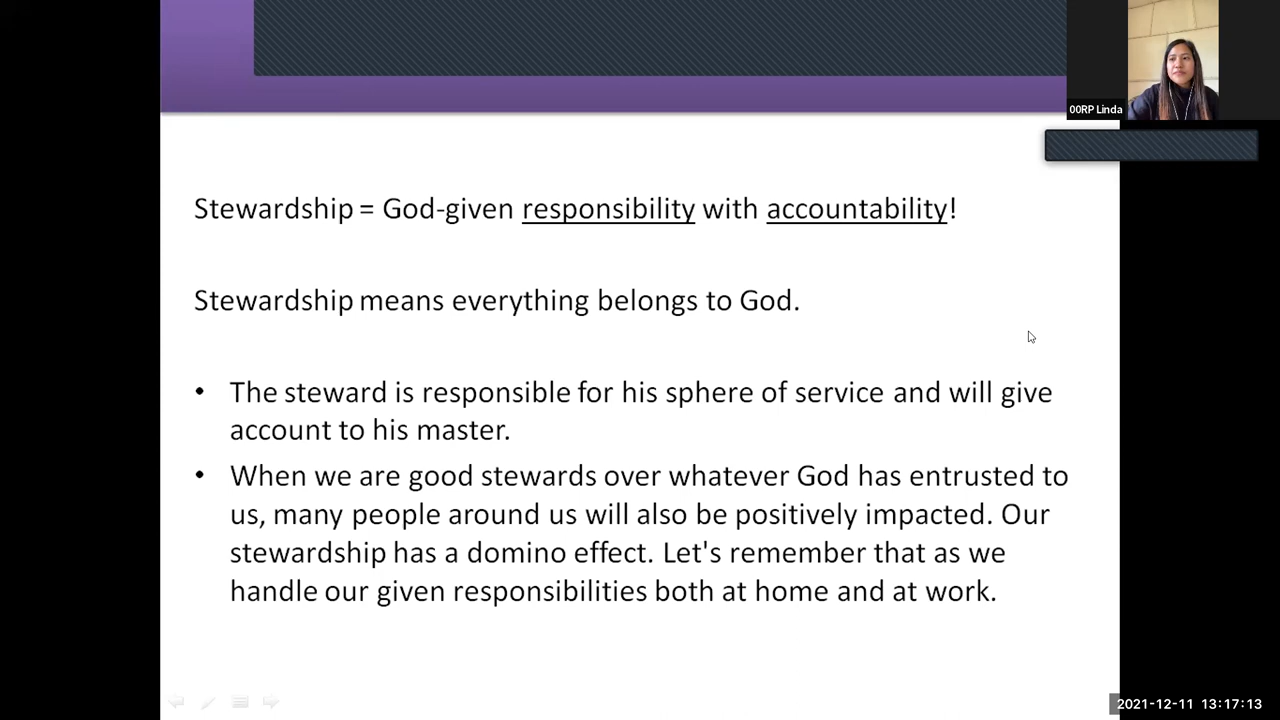 00RP Linda
Stewardship = God-given responsibility with accountability!
Stewardship means everything belongs to God.
• The steward is responsible for his sphere of service and will give
account to his master.
• When we are good stewards over whatever God has entrusted to
us, many people around us will also be positively impacted. Our
stewardship has a domino effect. Let's remember that as we
handle our given responsibilities both at home and at work.
2021-12-11 13:17:13